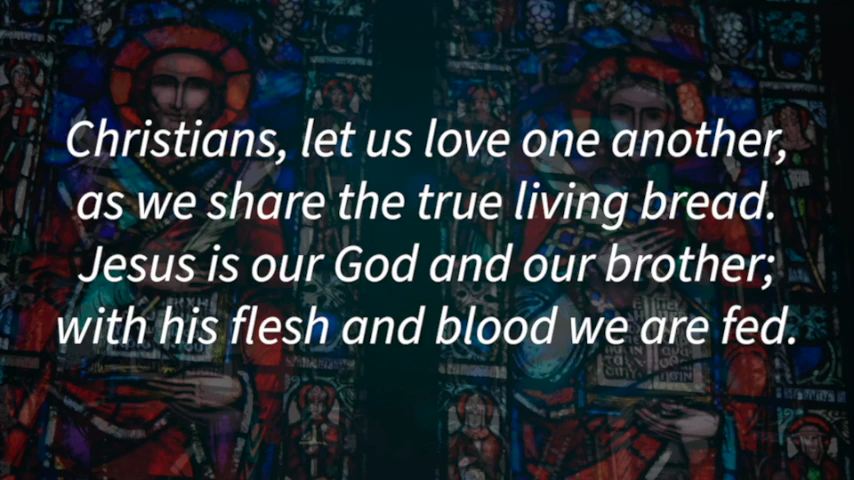 Christians, let us love one another,
as we share the true living bread.
Jesus is our God and our brother;
with his flesh and blood we are fed.